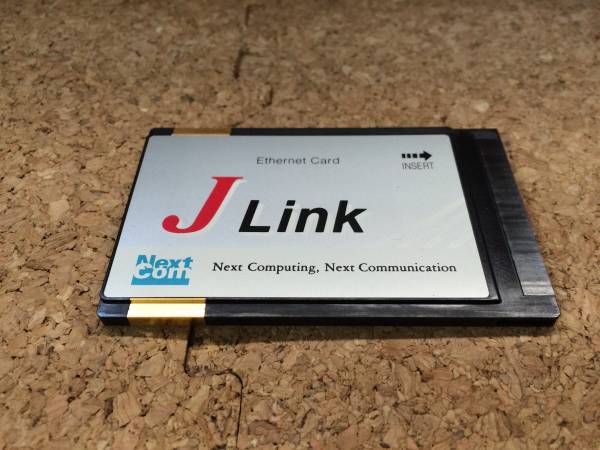 Ethernet Card
INSERT
J Link
Next
Com
Next Computing, Next Communication